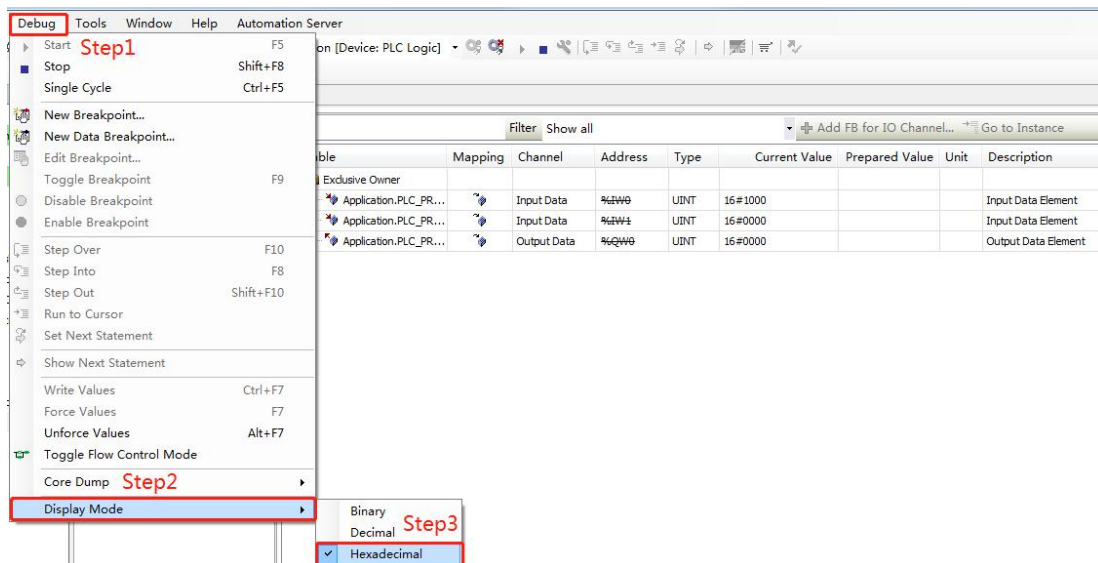 Debug Tools Window Help Automation Server
Start F5
Step1
on [Device: PLC Logic]
Stop Shift+F8
Single Cycle Ctrl+F5
New Breakpoint...
New Data Breakpoint...
Filter Show all Add FB for IO Channel... Go to Instance
Edit Breakpoint...
Mapping Channel Address Type Current Value Prepared Value Unit Description
Toggle Breakpoint F9
Exclusive Owner
Disable Breakpoint
Application.PLC_PR... Input Data %IW0 UINT 16#1000 Input Data Element
Enable Breakpoint
Application.PLC_PR... Input Data %IW1 UINT 16#0000 Input Data Element
Application.PLC_PR... Output Data %QW0 UINT 16#0000 Output Data Element
Step Over F10
Step Into F8
Step Out Shift+F10
Run to Cursor
Set Next Statement
Show Next Statement
Write Values Ctrl+F7
Force Values F7
Unforce Values Alt+F7
Toggle Flow Control Mode
Core Dump
Step2
Display Mode
Binary
Step3
Decimal
Hexadecimal